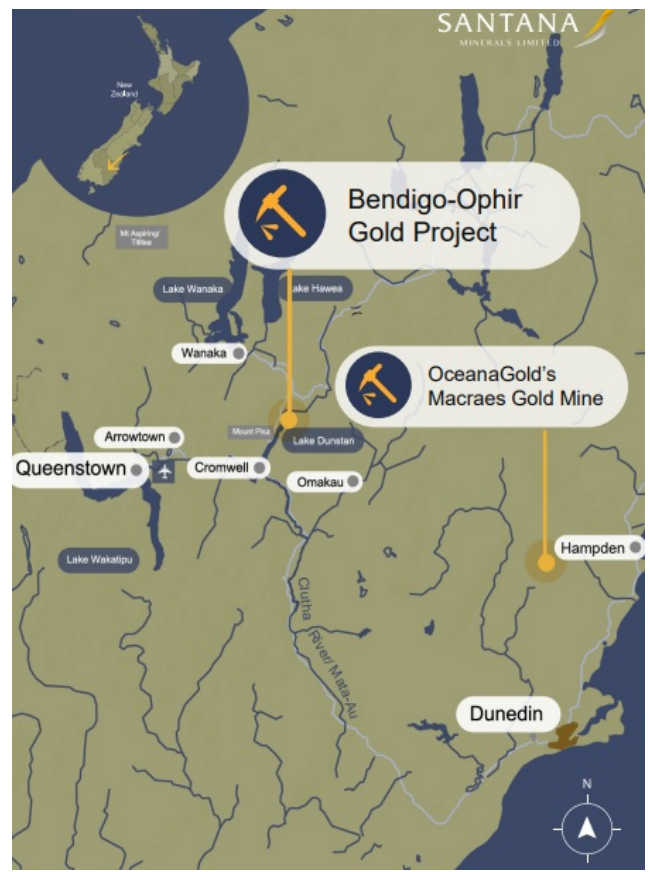 SANTANA
MINERALS LIMITED
New
Zealand
Bendigo-Ophir
Gold Project
Mt Aspiring/
Tititea
Lake Wanaka
Lake Hawea
Wanaka
OceanaGold's
Macraes Gold Mine
Arrowtown
Mount Pisa
Lake Dunstan
Queenstown
Cromwell
Omakau
Hampden
Lake Wakatipu
Clutha River/ Mata-Au
Dunedin
N